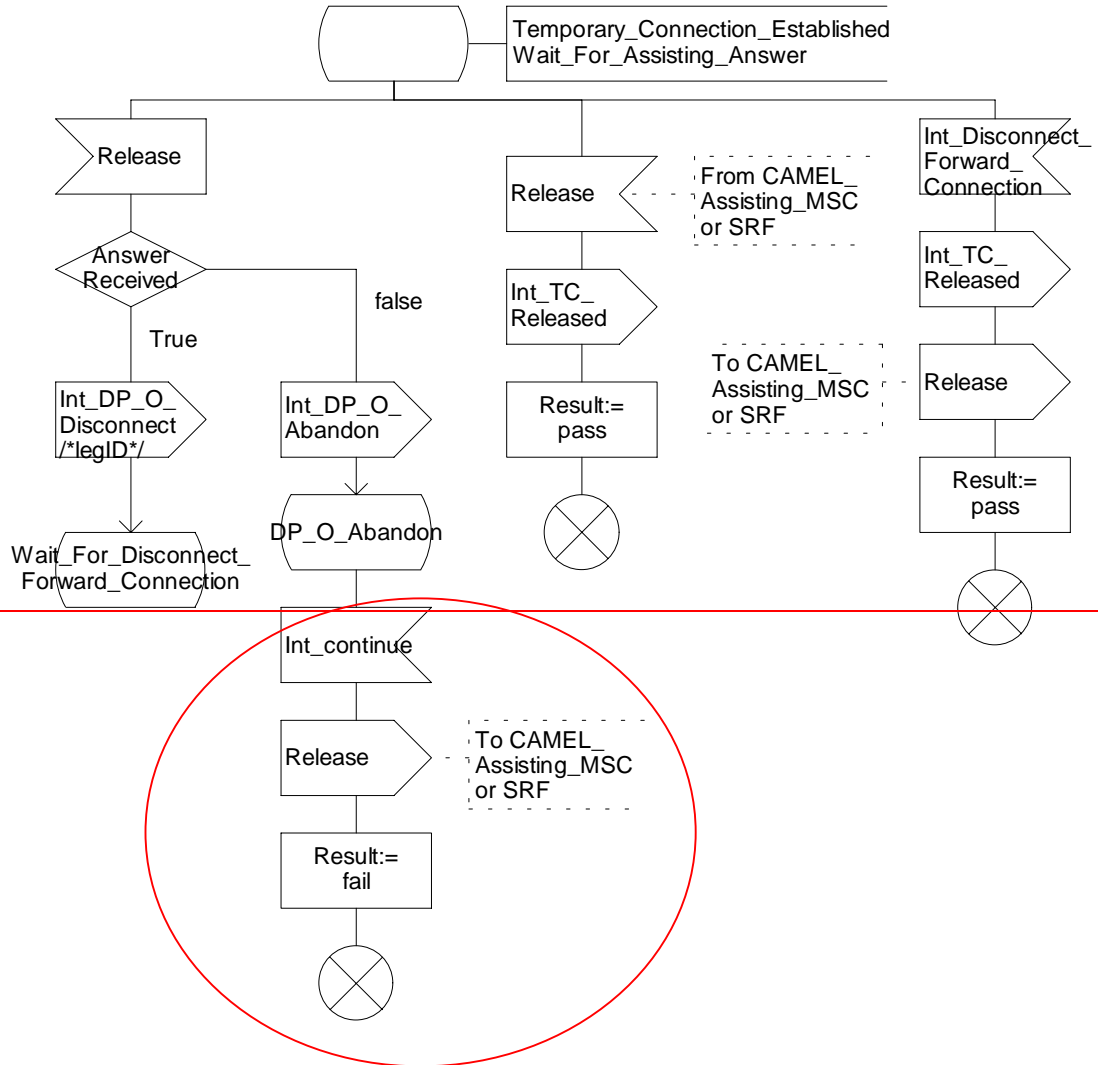 Temporary_Connection_Established
Wait_For_Assisting_Answer
Release
Answer
Received
True
false
Int_DP_O_
Disconnect
/*legID*/
Int_DP_O_
Abandon
Wait_For_Disconnect_
Forward_Connection
DP_O_Abandon
Int_continue
Release
To CAMEL_
Assisting_MSC
or SRF
Result:=
fail
Release
From CAMEL_
Assisting_MSC
or SRF
Int_TC_
Released
Result:=
pass
Int_Disconnect_
Forward_
Connection
Int_TC_
Released
To CAMEL_
Assisting_MSC
or SRF
Release
Result:=
pass